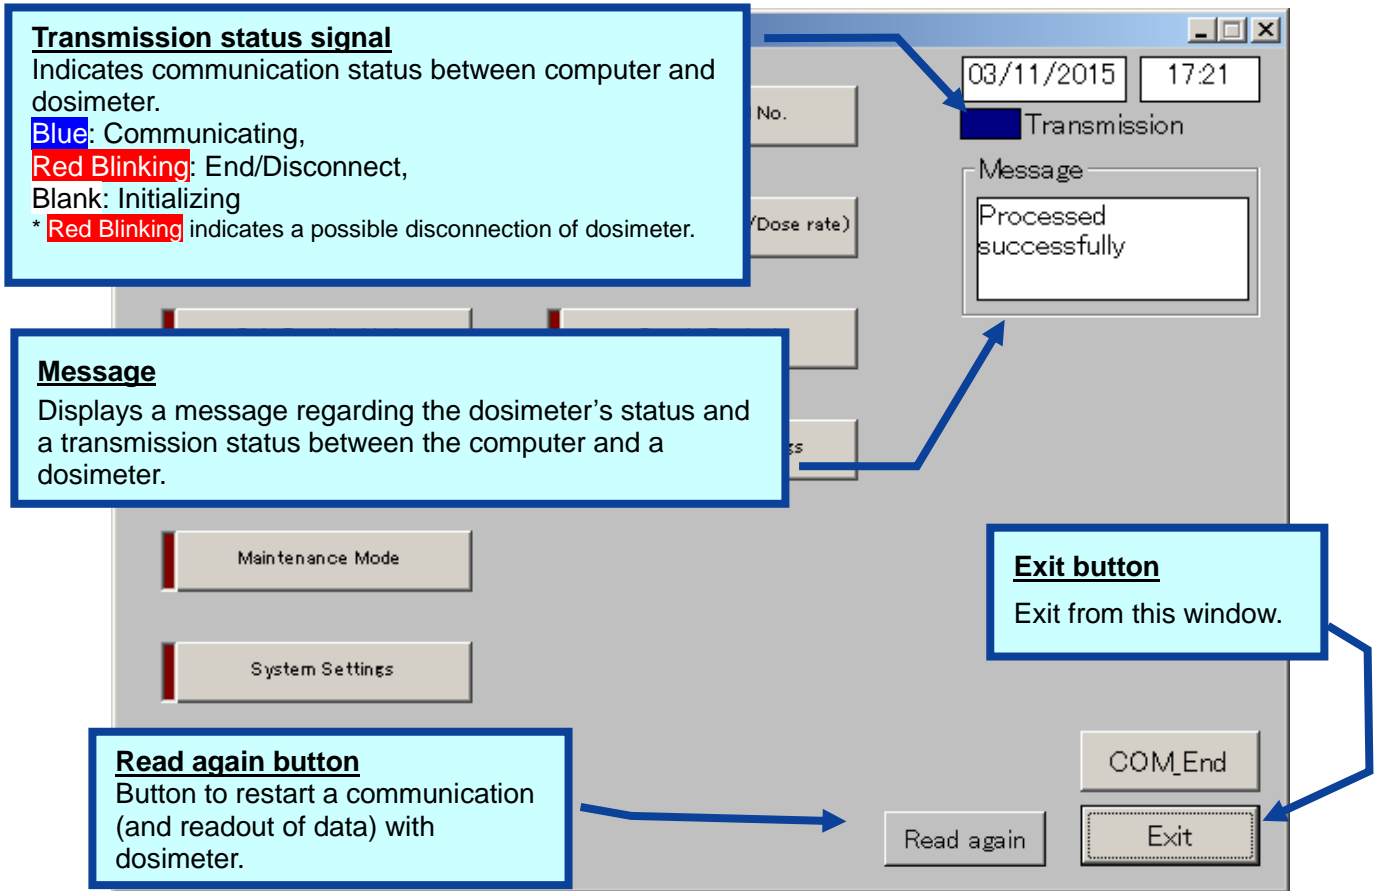 Transmission status signal
Indicates communication status between computer and
dosimeter.
Blue: Communicating,
Red Blinking: End/Disconnect,
Blank: Initializing
* Red Blinking indicates a possible disconnection of dosimeter.
03/11/2015 17:21
Transmission
No.
/Dose rate)
Message
Processed
successfully
Message
Displays a message regarding the dosimeter's status and
a transmission status between the computer and a
dosimeter.
Maintenance Mode
System Settings
Exit button
Exit from this window.
Read again button
Button to restart a communication
(and readout of data) with
dosimeter.
COM_End
Read again
Exit